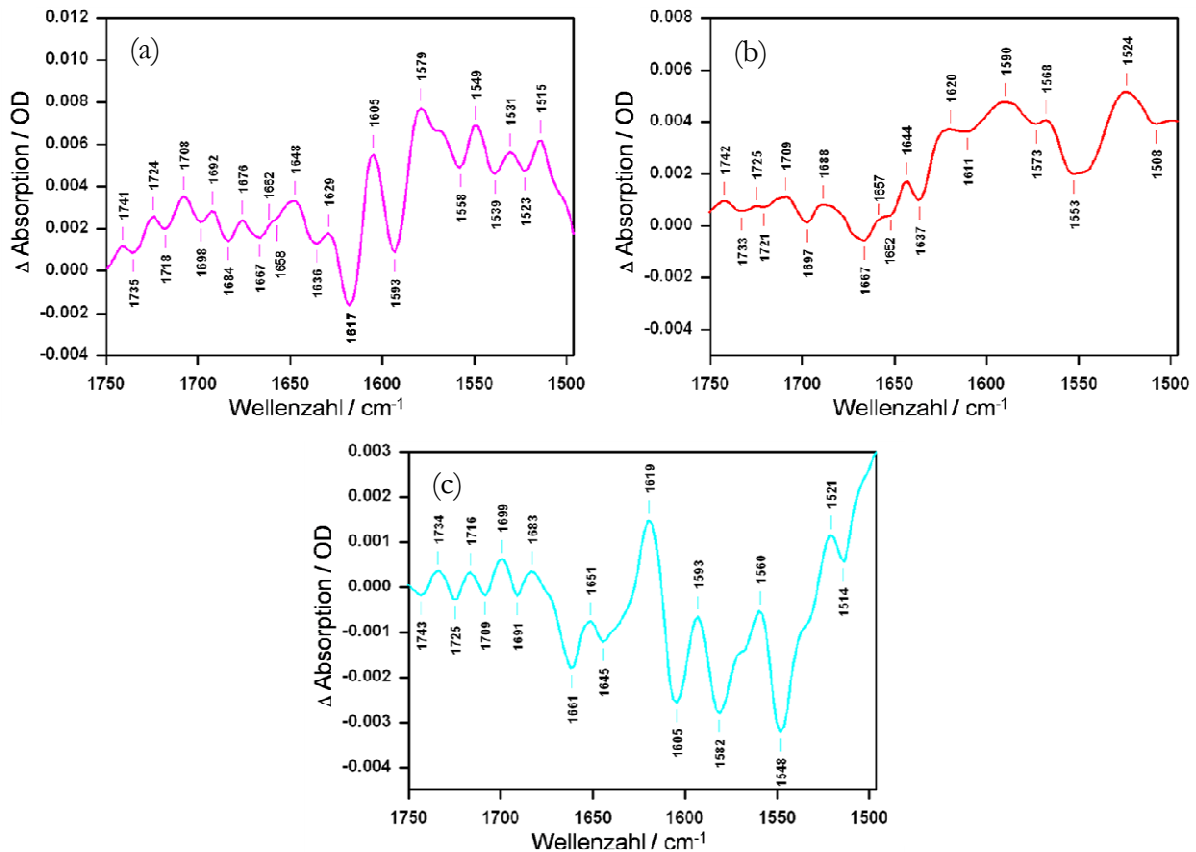 (a)
Δ Absorption / OD
0.012
0.010
0.008
0.006
0.004
0.002
0.000
-0.002
-0.004
1741 1724 1708 1692 1676 1662 1648 1629 1605 1579 1549 1531 1515
1735 1718 1698 1684 1667 1658 1636 1617 1593 1558 1539 1523
1750 1700 1650 1600 1550 1500
Wellenzahl / cm-1
(b)
Δ Absorption / OD
0.008
0.006
0.004
0.002
0.000
-0.002
-0.004
1742 1725 1709 1688 1657 1644 1620 1590 1568 1524
1733 1721 1697 1667 1652 1637 1611 1573 1553 1508
1750 1700 1650 1600 1550 1500
Wellenzahl / cm-1
(c)
Δ Absorption / OD
0.003
0.002
0.001
0.000
-0.001
-0.002
-0.003
-0.004
1734 1716 1699 1683 1651 1619 1593 1560 1521
1743 1725 1709 1691 1661 1645 1605 1582 1548 1514
1750 1700 1650 1600 1550 1500
Wellenzahl / cm-1